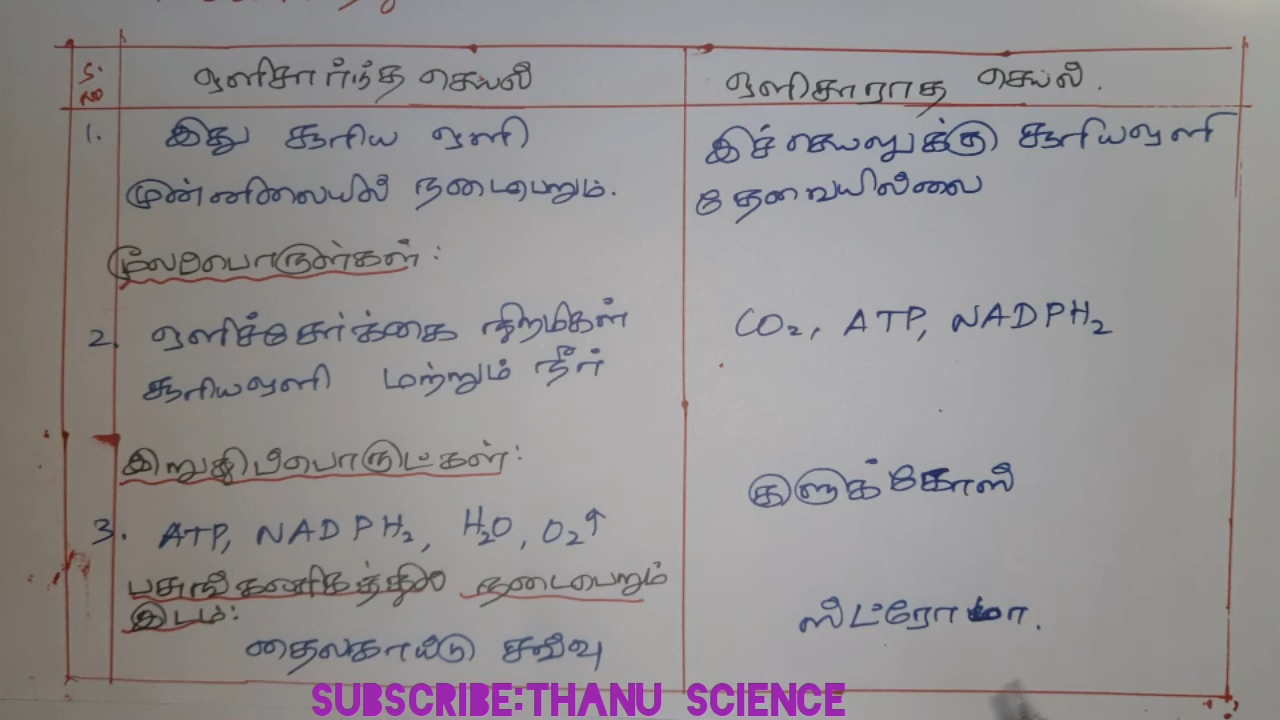 S.
NO
ஒளிசார்ந்த செயல்
ஒளிசாராத செயல்.
1. இது சூரிய ஒளி
முன்னிலையில் நடைபெறும்.
இச்செயலுக்கு சூரியஒளி
தேவையில்லை
மூலப்பொருள்கள்:
2. ஒளிச்சேர்க்கை நிறமிகள்
சூரியஒளி மற்றும் நீர்
CO₂, ATP, NADPH₂
இறுதிப்பொருட்கள்:
3. ATP, NADPH₂, H₂O, O₂↑
குளுக்கோஸ்
பசுங்கணிகத்தில் நடைபெறும்
இடம்:
தைலகாய்டு சவ்வு
ஸ்ட்ரோமா.
SUBSCRIBE:THANU SCIENCE